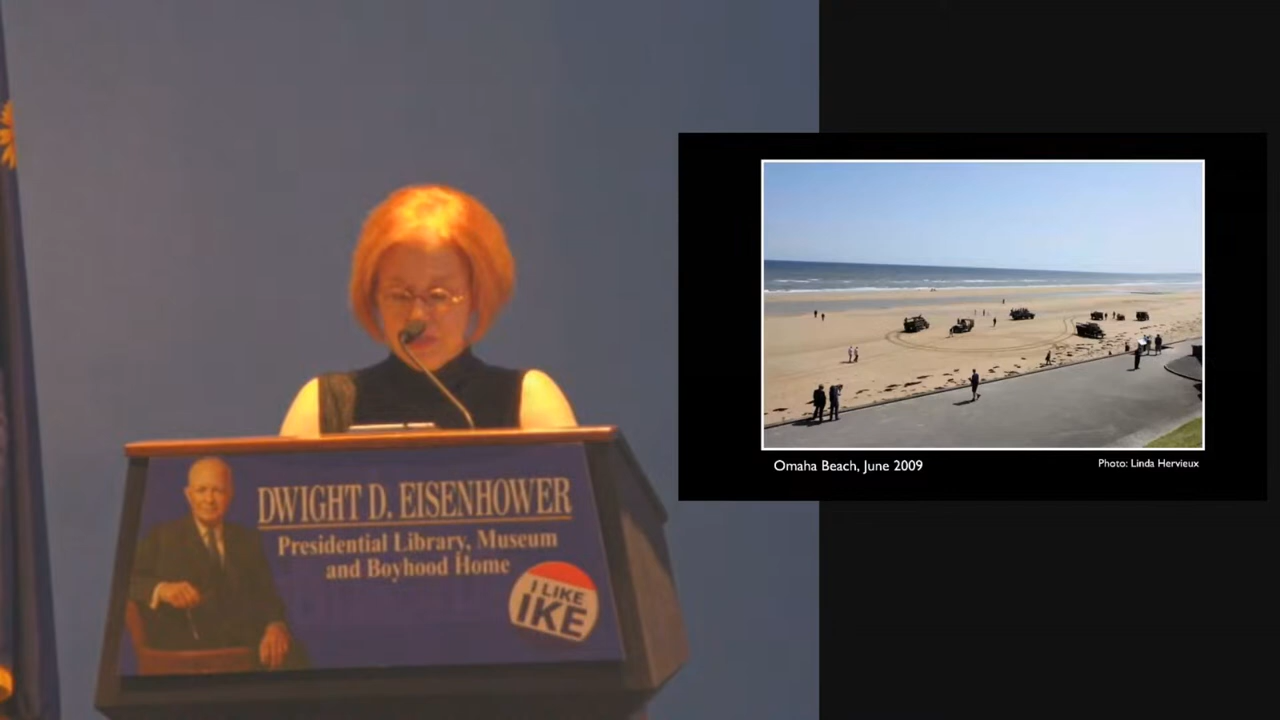 DWIGHT D. EISENHOWER
Presidential Library, Museum
and Boyhood Home
I LIKE
IKE
Omaha Beach, June 2009
Photo: Linda Hervieux